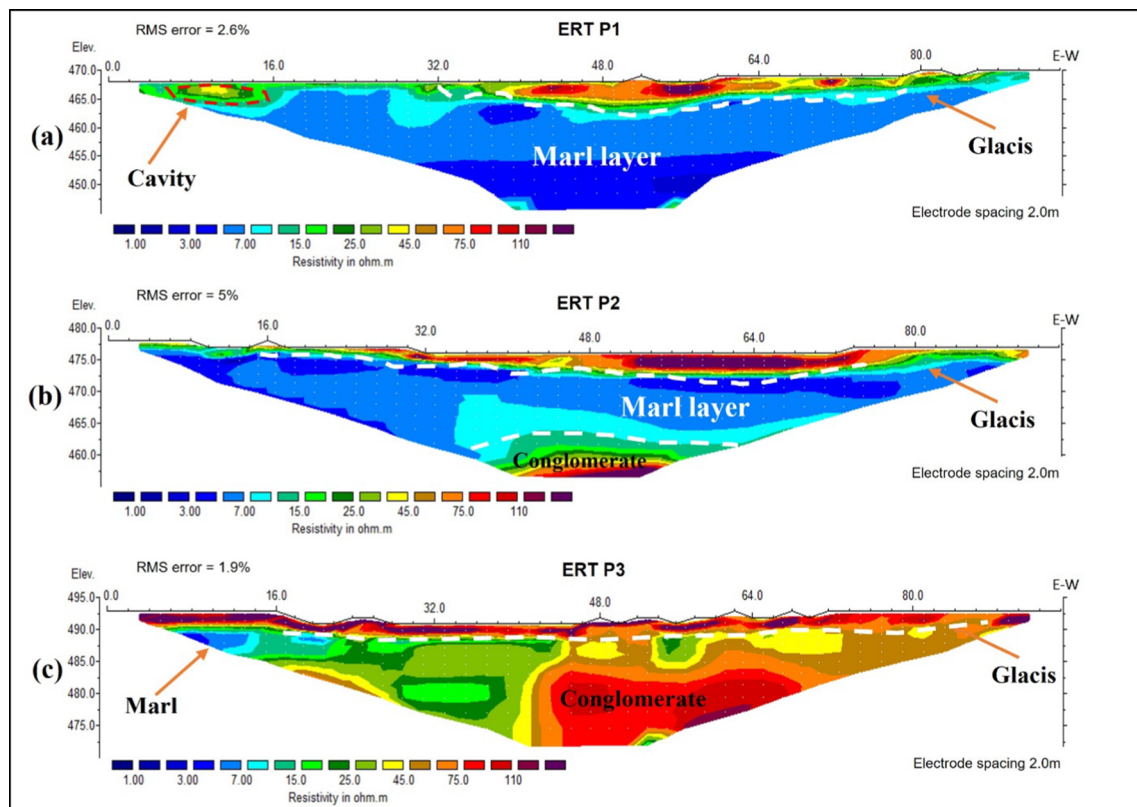 RMS error = 2.6%
ERT P1
Elev. 0.0 16.0 32.0 48.0 64.0 80.0 E-W
470.0
465.0
460.0
455.0
450.0
(a)
Marl layer
Cavity
Glacis
Electrode spacing 2.0m
1.00 3.00 7.00 15.0 25.0 45.0 75.0 110
Resistivity in ohm.m
RMS error = 5%
ERT P2
Elev. E-W
480.0 0.0 16.0 32.0 48.0 64.0 80.0
475.0
470.0
465.0
460.0
(b)
Marl layer
Glacis
Conglomerate
Electrode spacing 2.0m
1.00 3.00 7.00 15.0 25.0 45.0 75.0 110
Resistivity in ohm.m
RMS error = 1.9%
ERT P3
Elev. E-W
495.0 0.0 16.0 32.0 48.0 64.0 80.0
490.0
485.0
480.0
475.0
(c)
Marl
Conglomerate
Glacis
Electrode spacing 2.0m
1.00 3.00 7.00 15.0 25.0 45.0 75.0 110
Resistivity in ohm.m